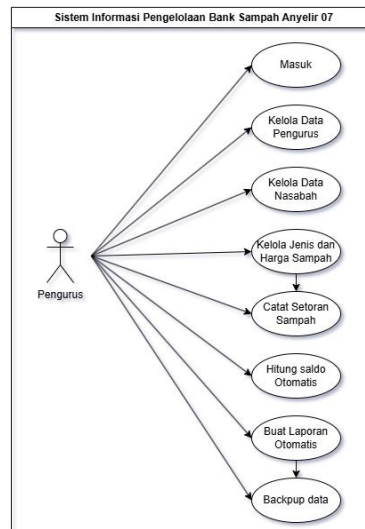 Sistem Informasi Pengelolaan Bank Sampah Anyelir 07
Masuk
Kelola Data
Pengurus
Kelola Data
Nasabah
Kelola Jenis dan
Harga Sampah
Pengurus
Catat Setoran
Sampah
Hitung saldo
Otomatis
Buat Laporan
Otomatis
Backpup data